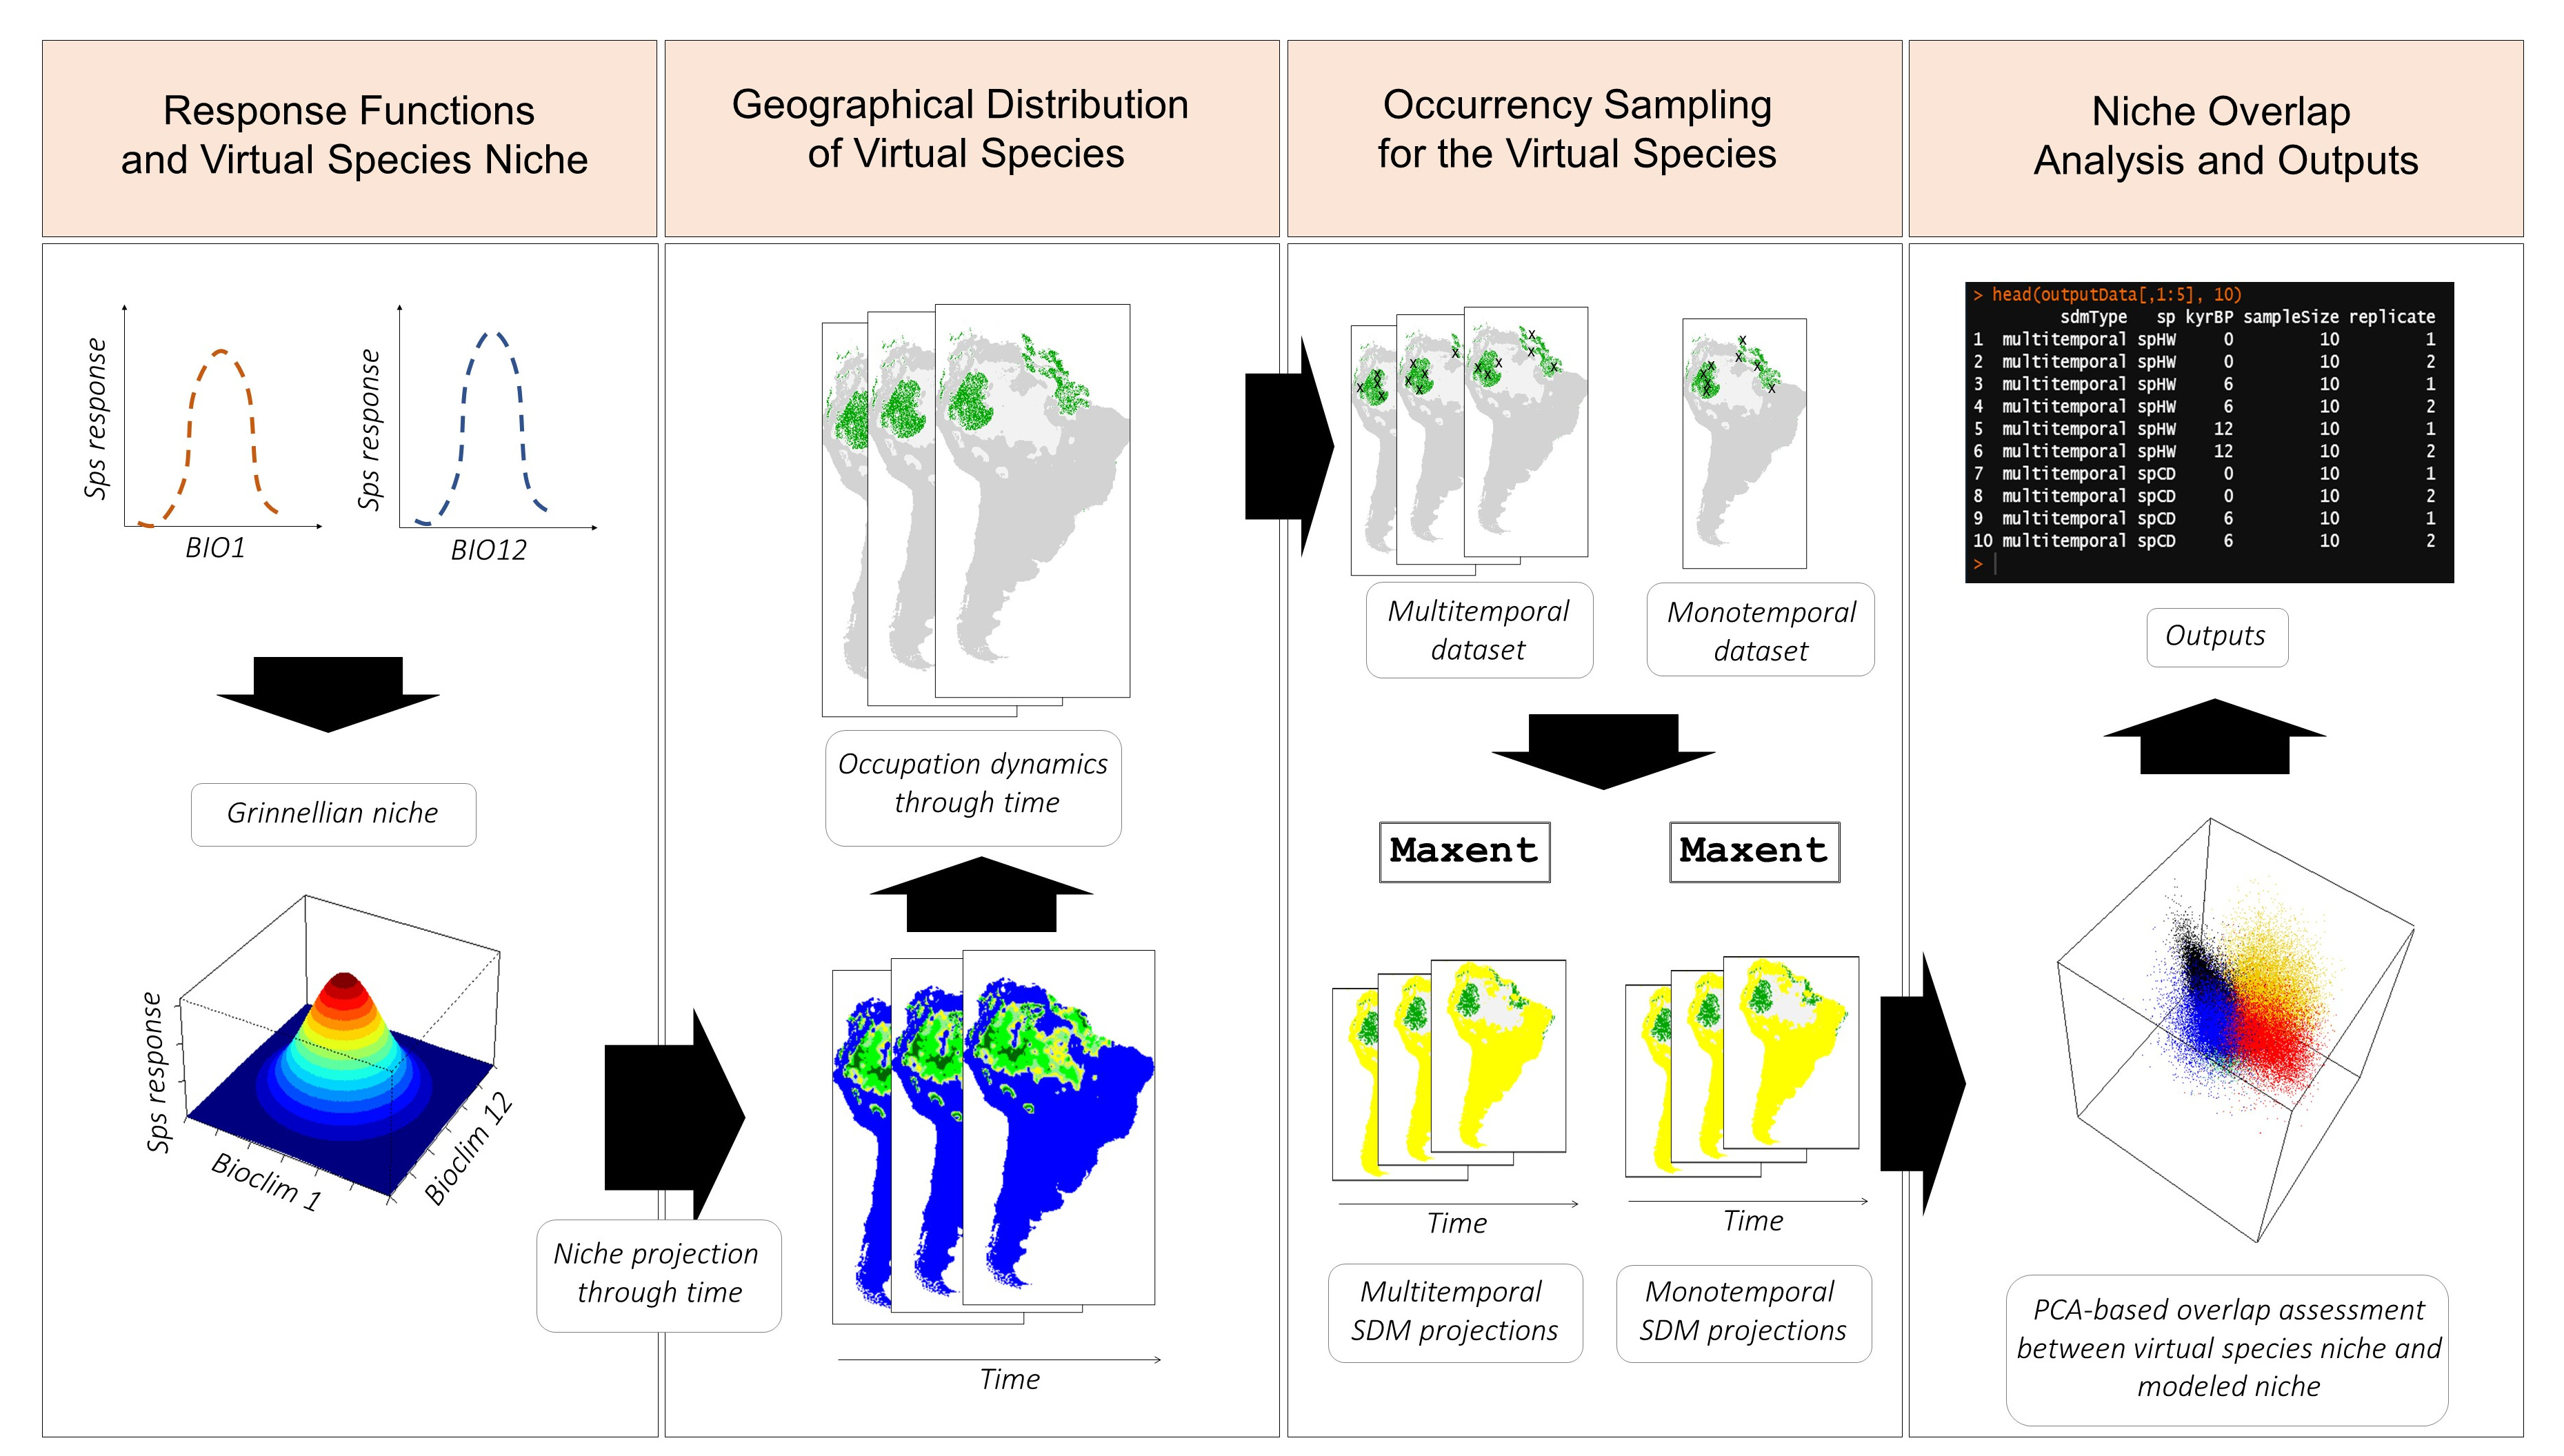 Response Functions
and Virtual Species Niche
Geographical Distribution
of Virtual Species
Occurrency Sampling
for the Virtual Species
Niche Overlap
Analysis and Outputs
Sps response
BIO1
Sps response
BIO12
Grinnellian niche
Sps response
Bioclim 1
Bioclim 12
Niche projection
through time
Occupation dynamics
through time
Time
X X X X X X X X X X X X X X X X X X X X X X
Multitemporal
dataset
Monotemporal
dataset
Maxent
Maxent
Time
Time
Multitemporal
SDM projections
Monotemporal
SDM projections
> head(outputData[,1:5], 10)
sdmType sp kyrBP sampleSize replicate
1 multitemporal spHW 0 10 1
2 multitemporal spHW 0 10 2
3 multitemporal spHW 6 10 1
4 multitemporal spHW 6 10 2
5 multitemporal spHW 12 10 1
6 multitemporal spHW 12 10 2
7 multitemporal spCD 0 10 1
8 multitemporal spCD 0 10 2
9 multitemporal spCD 6 10 1
10 multitemporal spCD 6 10 2
>
Outputs
PCA-based overlap assessment
between virtual species niche and
modeled niche